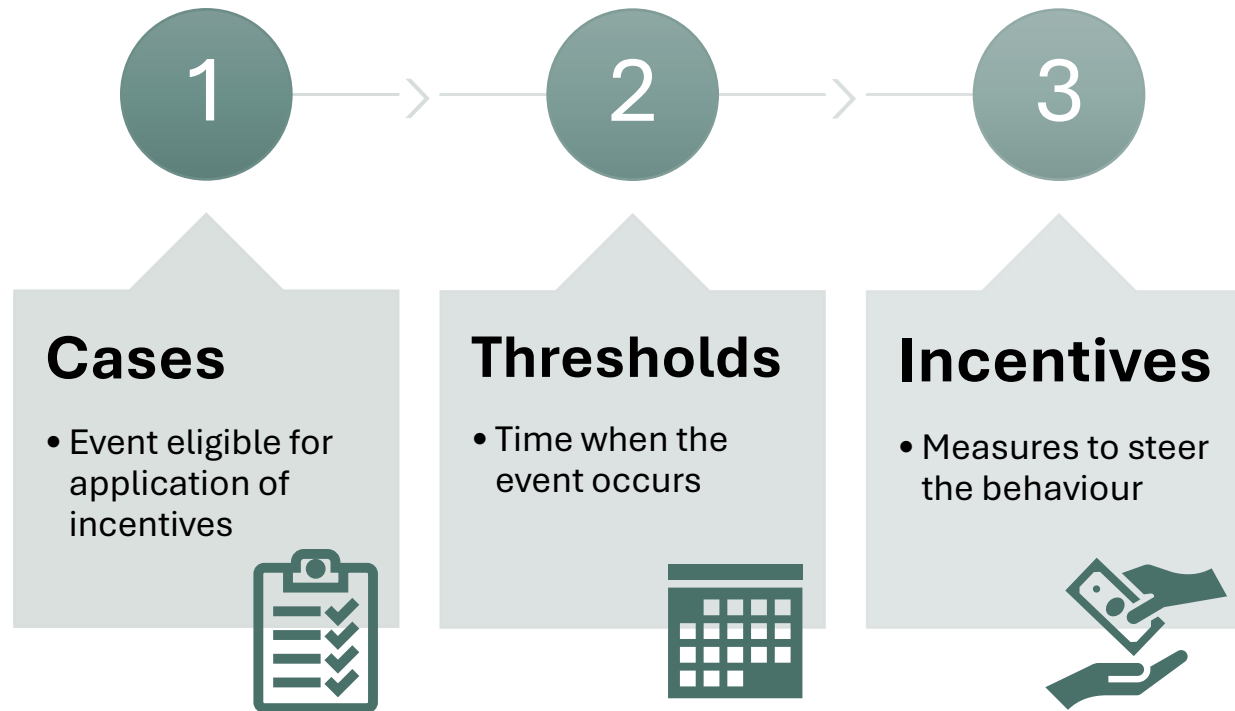 1
2
3
Cases
• Event eligible for
application of
incentives
Thresholds
• Time when the
event occurs
Incentives
• Measures to steer
the behaviour